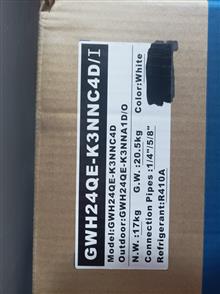 GWH24QE-K3NNC4D/I
Model:GWH24QE-K3NNC4D
Outdoor:GWH24QE-K3NNA1D/O
N.W.:17kg G.W.:20.5kg Color:White
Connection Pipes:1/4"/5/8"
Refrigerant:R410A